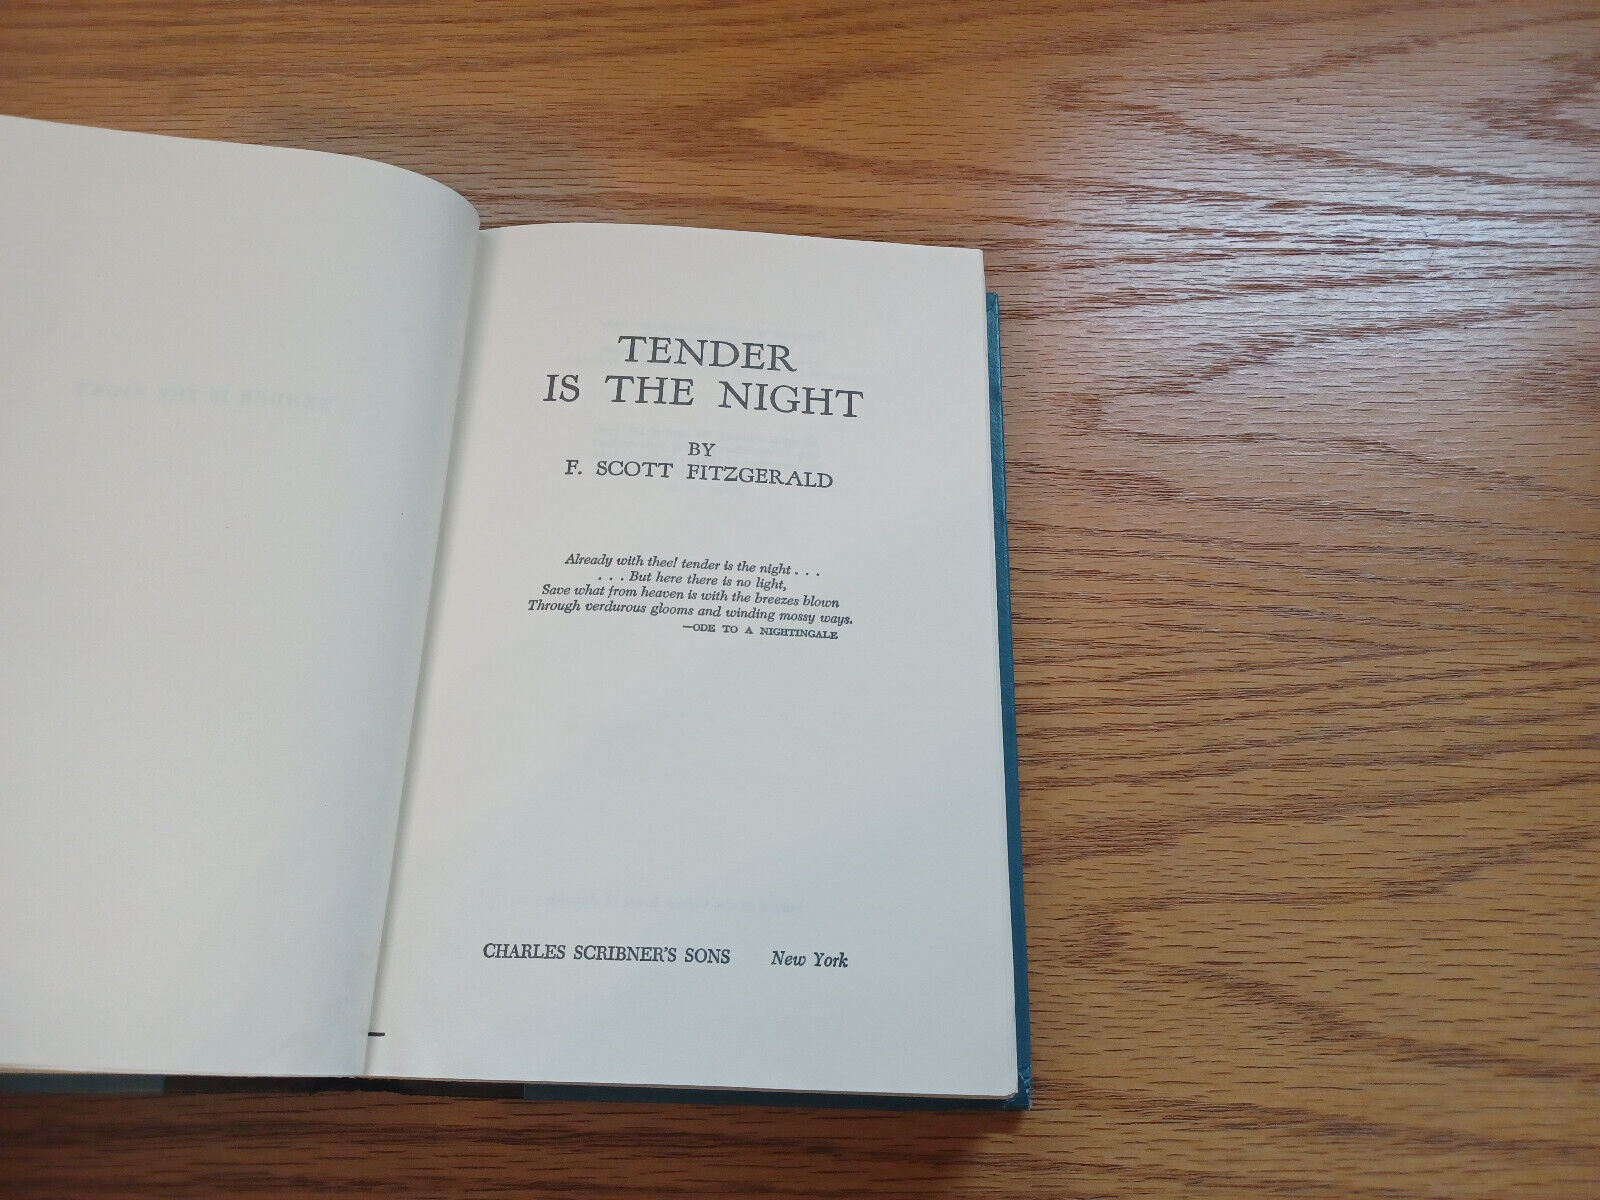 TENDER
IS THE NIGHT
BY
F. SCOTT FITZGERALD
Already with thee! tender is the night . . .
. . . But here there is no light,
Save what from heaven is with the breezes blown
Through verdurous glooms and winding mossy ways.
—ODE TO A NIGHTINGALE
CHARLES SCRIBNER'S SONS New York